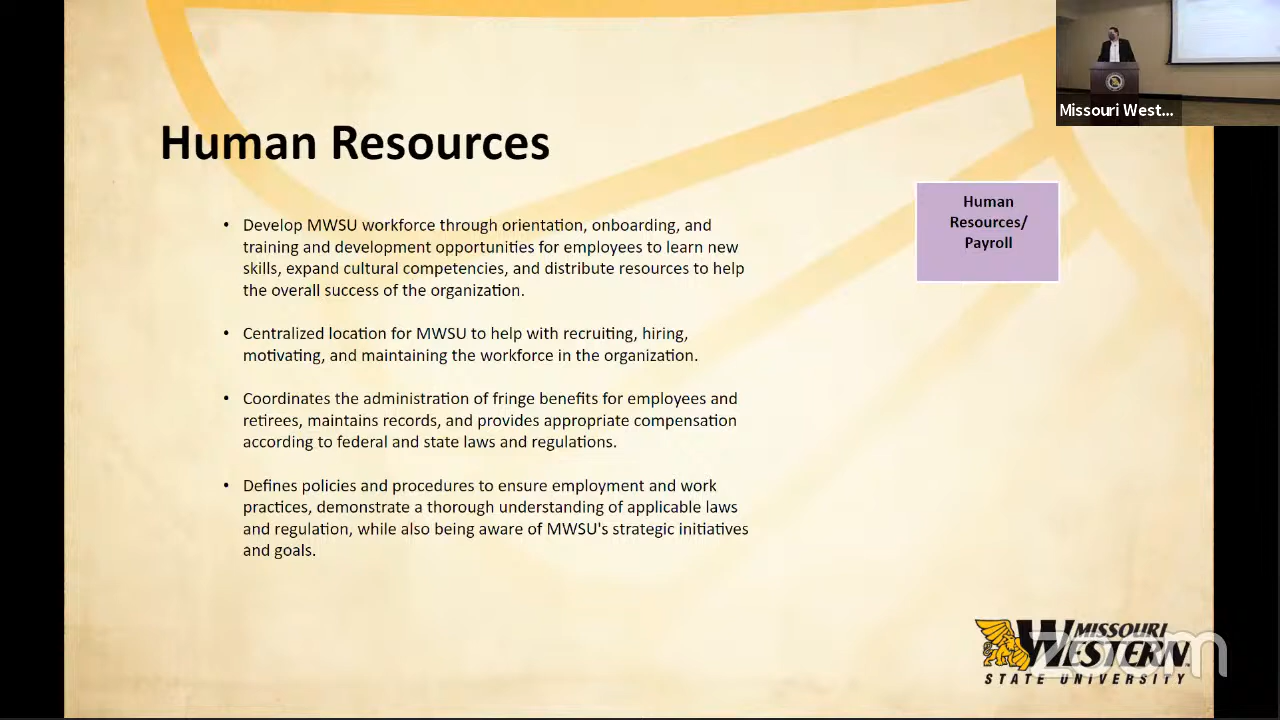 Missouri West...
Human Resources
Human
Resources/
Payroll
• Develop MWSU workforce through orientation, onboarding, and
training and development opportunities for employees to learn new
skills, expand cultural competencies, and distribute resources to help
the overall success of the organization.
• Centralized location for MWSU to help with recruiting, hiring,
motivating, and maintaining the workforce in the organization.
• Coordinates the administration of fringe benefits for employees and
retirees, maintains records, and provides appropriate compensation
according to federal and state laws and regulations.
• Defines policies and procedures to ensure employment and work
practices, demonstrate a thorough understanding of applicable laws
and regulation, while also being aware of MWSU's strategic initiatives
and goals.
MISSOURI
WESTERN
STATE UNIVERSITY
zoom